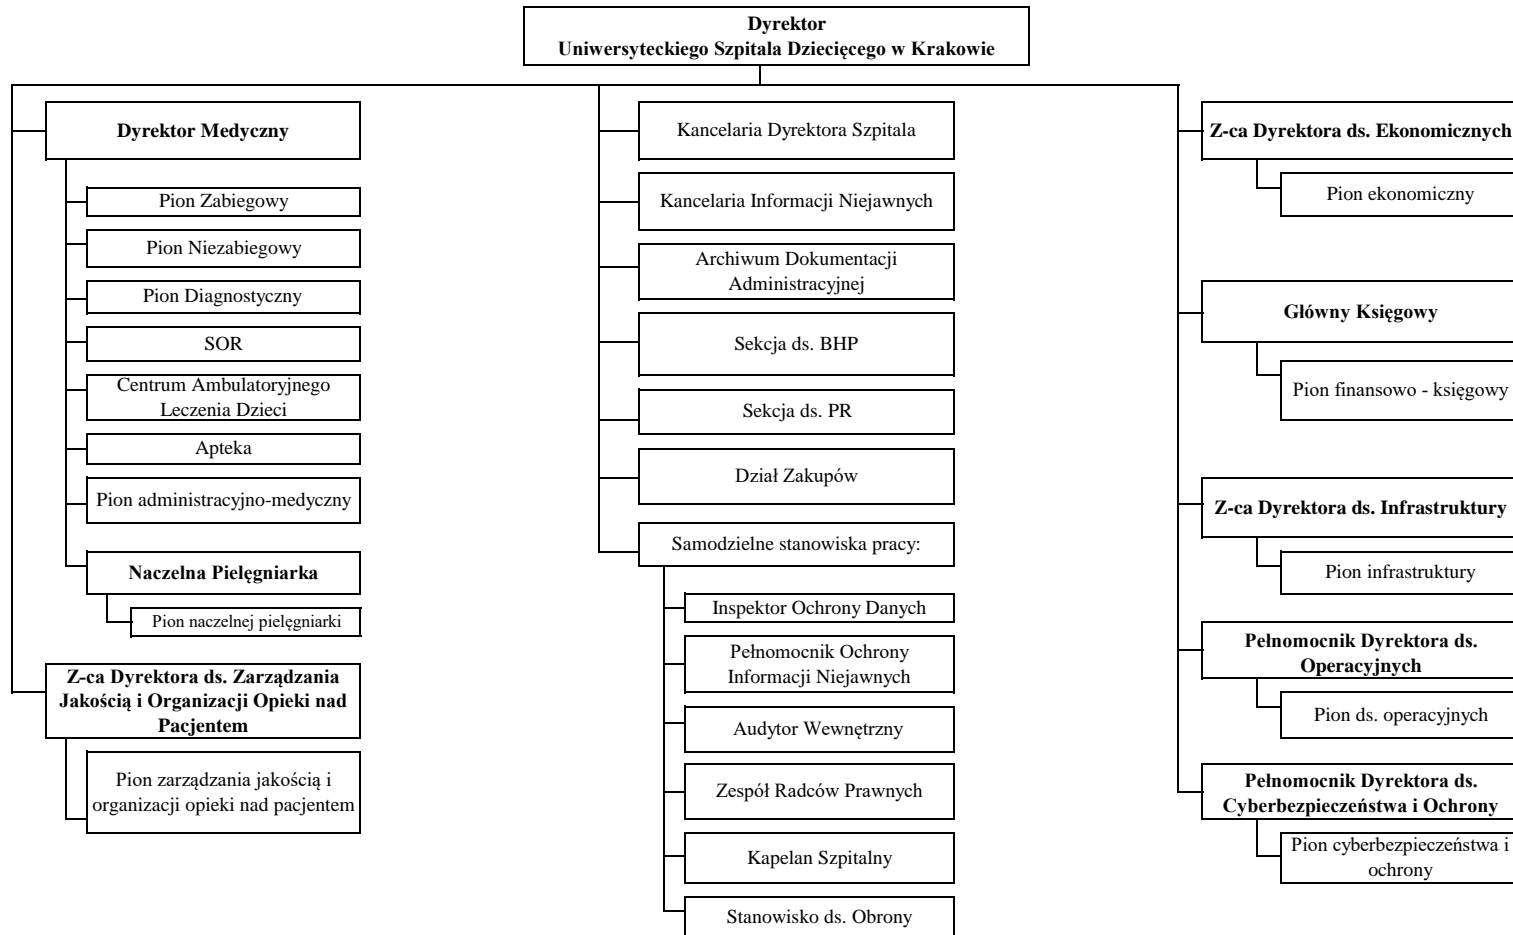 Dyrektor
Uniwersyteckiego Szpitala Dziecięcego w Krakowie
Dyrektor Medyczny
Pion Zabiegowy
Pion Niezabiegowy
Pion Diagnostyczny
SOR
Centrum Ambulatoryjnego
Leczenia Dzieci
Apteka
Pion administracyjno-medyczny
Naczelna Pielęgniarka
Pion naczelnej pielęgniarki
Z-ca Dyrektora ds. Zarządzania
Jakością i Organizacji Opieki nad
Pacjentem
Pion zarządzania jakością i
organizacji opieki nad pacjentem
Kancelaria Dyrektora Szpitala
Kancelaria Informacji Niejawnych
Archiwum Dokumentacji
Administracyjnej
Sekcja ds. BHP
Sekcja ds. PR
Dział Zakupów
Samodzielne stanowiska pracy:
Inspektor Ochrony Danych
Pełnomocnik Ochrony
Informacji Niejawnych
Audytor Wewnętrzny
Zespół Radców Prawnych
Kapelan Szpitalny
Stanowisko ds. Obrony
Z-ca Dyrektora ds. Ekonomicznych
Pion ekonomiczny
Główny Księgowy
Pion finansowo - księgowy
Z-ca Dyrektora ds. Infrastruktury
Pion infrastruktury
Pełnomocnik Dyrektora ds.
Operacyjnych
Pion ds. operacyjnych
Pełnomocnik Dyrektora ds.
Cyberbezpieczeństwa i Ochrony
Pion cyberbezpieczeństwa i
ochrony